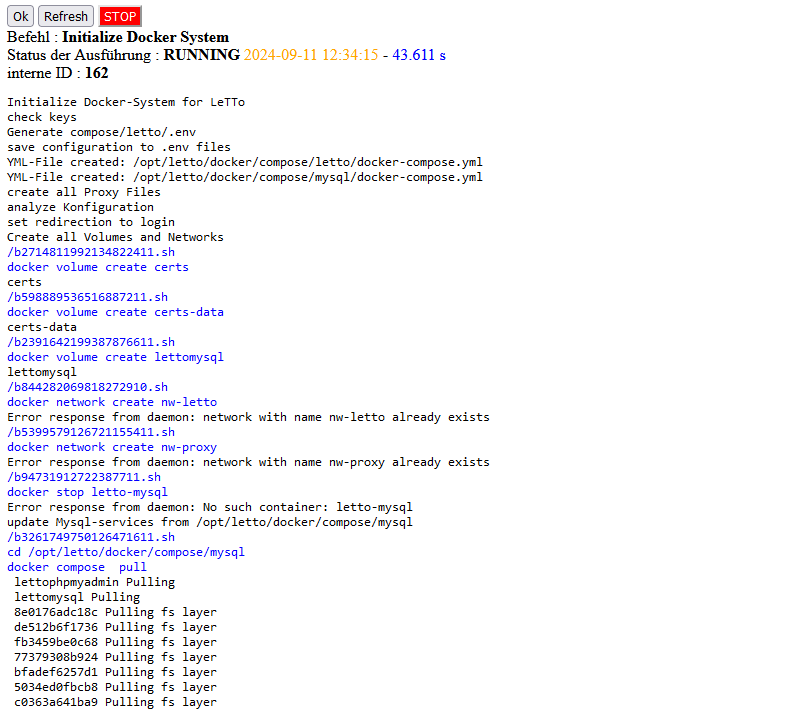 Ok Refresh STOP
Befehl : Initialize Docker System
Status der Ausführung : RUNNING 2024-09-11 12:34:15 - 43.611 s
interne ID : 162
Initialize Docker-System for LeTTo
check keys
Generate compose/letto/.env
save configuration to .env files
YML-File created: /opt/letto/docker/compose/letto/docker-compose.yml
YML-File created: /opt/letto/docker/compose/mysql/docker-compose.yml
create all Proxy Files
analyze Konfiguration
set redirection to login
Create all Volumes and Networks
/b2714811992134822411.sh
docker volume create certs
certs
/b598889536516887211.sh
docker volume create certs-data
certs-data
/b2391642199387876611.sh
docker volume create lettomysql
lettomysql
/b844282069818272910.sh
docker network create nw-letto
Error response from daemon: network with name nw-letto already exists
/b5399579126721155411.sh
docker network create nw-proxy
Error response from daemon: network with name nw-proxy already exists
/b94731912722387711.sh
docker stop letto-mysql
Error response from daemon: No such container: letto-mysql
update Mysql-services from /opt/letto/docker/compose/mysql
/b3261749750126471611.sh
cd /opt/letto/docker/compose/mysql
docker compose  pull
 lettophpmyadmin Pulling
 lettomysql Pulling
 8e0176adc18c Pulling fs layer
 de512b6f1736 Pulling fs layer
 fb3459be0c68 Pulling fs layer
 77379308b924 Pulling fs layer
 bfadef6257d1 Pulling fs layer
 5034ed0fbcb8 Pulling fs layer
 c0363a641ba9 Pulling fs layer